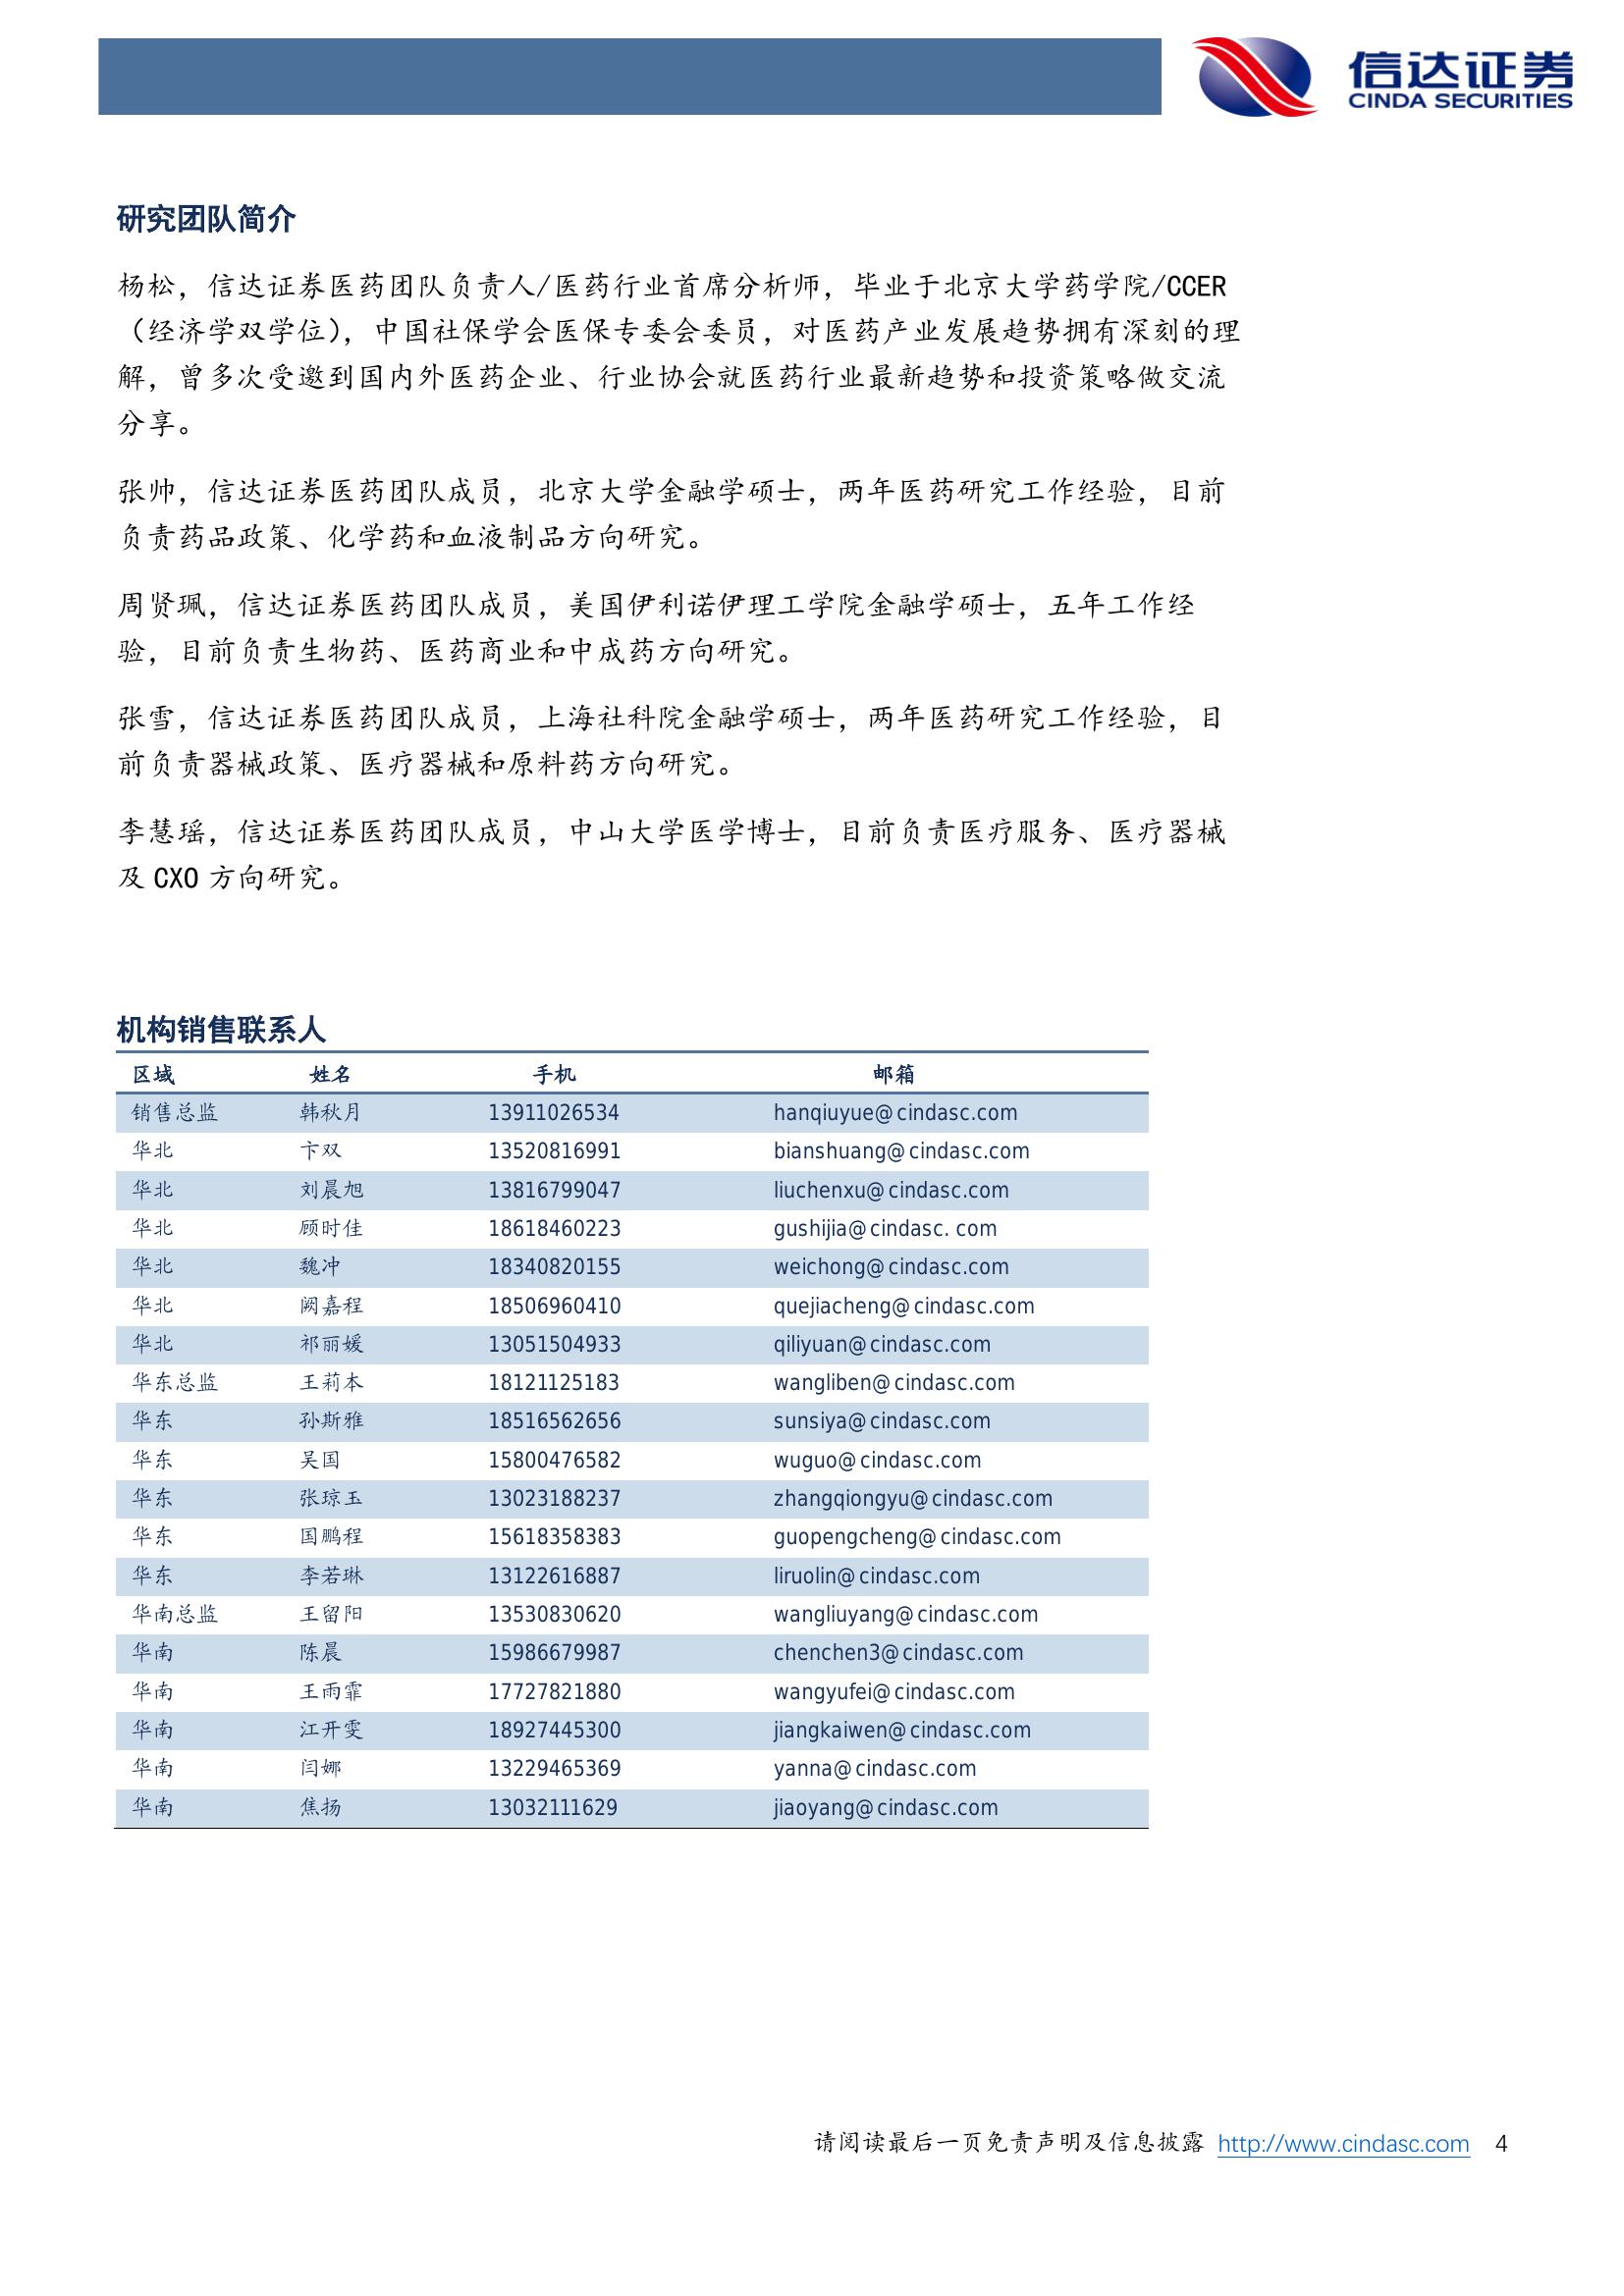 信达证券
CINDA SECURITIES
研究团队简介
杨松，信达证券医药团队负责人/医药行业首席分析师，毕业于北京大学药学院/CCER
（经济学双学位），中国社保学会医保专委会委员，对医药产业发展趋势拥有深刻的理
解，曾多次受邀到国内外医药企业、行业协会就医药行业最新趋势和投资策略做交流
分享。
张帅，信达证券医药团队成员，北京大学金融学硕士，两年医药研究工作经验，目前
负责药品政策、化学药和血液制品方向研究。
周贤珮，信达证券医药团队成员，美国伊利诺伊理工学院金融学硕士，五年工作经
验，目前负责生物药、医药商业和中成药方向研究。
张雪，信达证券医药团队成员，上海社科院金融学硕士，两年医药研究工作经验，目
前负责器械政策、医疗器械和原料药方向研究。
李慧瑶，信达证券医药团队成员，中山大学医学博士，目前负责医疗服务、医疗器械
及 CXO 方向研究。
机构销售联系人
区域 姓名 手机 邮箱
销售总监 韩秋月 13911026534 hanqiuyue@cindasc.com
华北 卞双 13520816991 bianshuang@cindasc.com
华北 刘晨旭 13816799047 liuchenxu@cindasc.com
华北 顾时佳 18618460223 gushijia@cindasc. com
华北 魏冲 18340820155 weichong@cindasc.com
华北 阙嘉程 18506960410 quejiacheng@cindasc.com
华北 祁丽媛 13051504933 qiliyuan@cindasc.com
华东总监 王莉本 18121125183 wangliben@cindasc.com
华东 孙斯雅 18516562656 sunsiya@cindasc.com
华东 吴国 15800476582 wuguo@cindasc.com
华东 张琼玉 13023188237 zhangqiongyu@cindasc.com
华东 国鹏程 15618358383 guopengcheng@cindasc.com
华东 李若琳 13122616887 liruolin@cindasc.com
华南总监 王留阳 13530830620 wangliuyang@cindasc.com
华南 陈晨 15986679987 chenchen3@cindasc.com
华南 王雨霏 17727821880 wangyufei@cindasc.com
华南 江开雯 18927445300 jiangkaiwen@cindasc.com
华南 闫娜 13229465369 yanna@cindasc.com
华南 焦扬 13032111629 jiaoyang@cindasc.com
请阅读最后一页免责声明及信息披露 http://www.cindasc.com 4